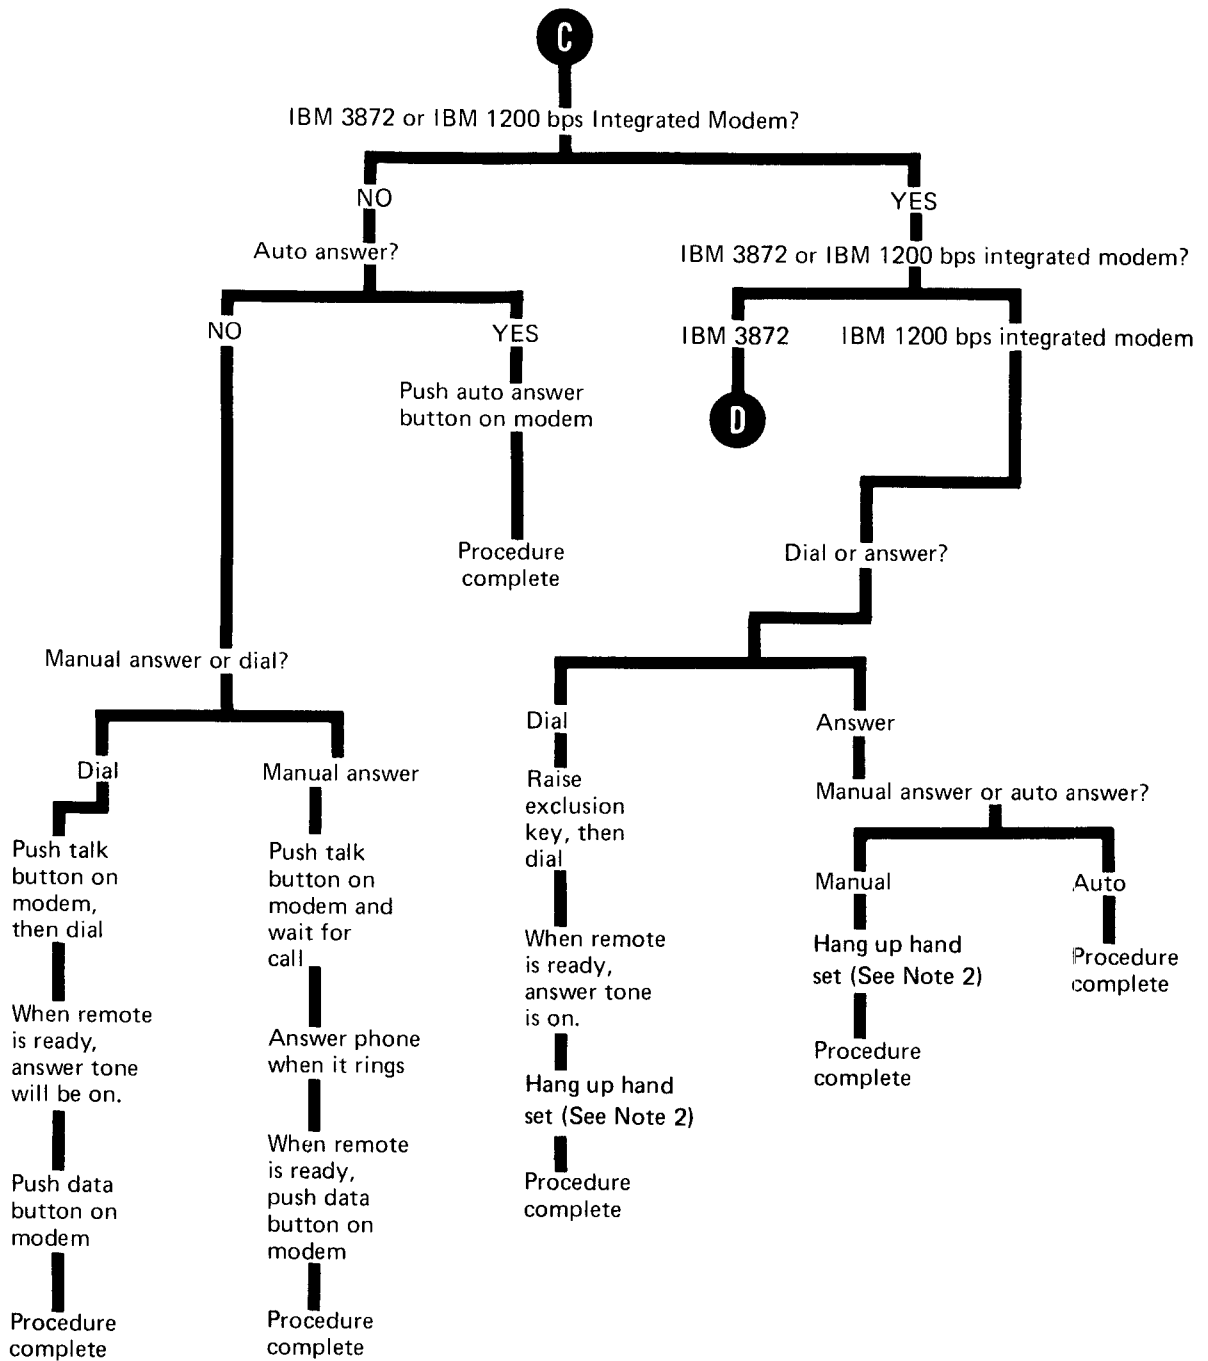 C
IBM 3872 or IBM 1200 bps Integrated Modem?
NO
YES
Auto answer?
IBM 3872 or IBM 1200 bps integrated modem?
NO
YES
IBM 3872
IBM 1200 bps integrated modem
Push auto answer
button on modem
D
Procedure
complete
Dial or answer?
Manual answer or dial?
Dial
Manual answer
Push talk
button on
modem,
then dial
When remote
is ready,
answer tone
will be on.
Push data
button on
modem
Procedure
complete
Push talk
button on
modem and
wait for
call
Answer phone
when it rings
When remote
is ready,
push data
button on
modem
Procedure
complete
Dial
Raise
exclusion
key, then
dial
When remote
is ready,
answer tone
is on.
Hang up hand
set (See Note 2)
Procedure
complete
Answer
Manual answer or auto answer?
Manual
Hang up hand
set (See Note 2)
Procedure
complete
Auto
Procedure
complete